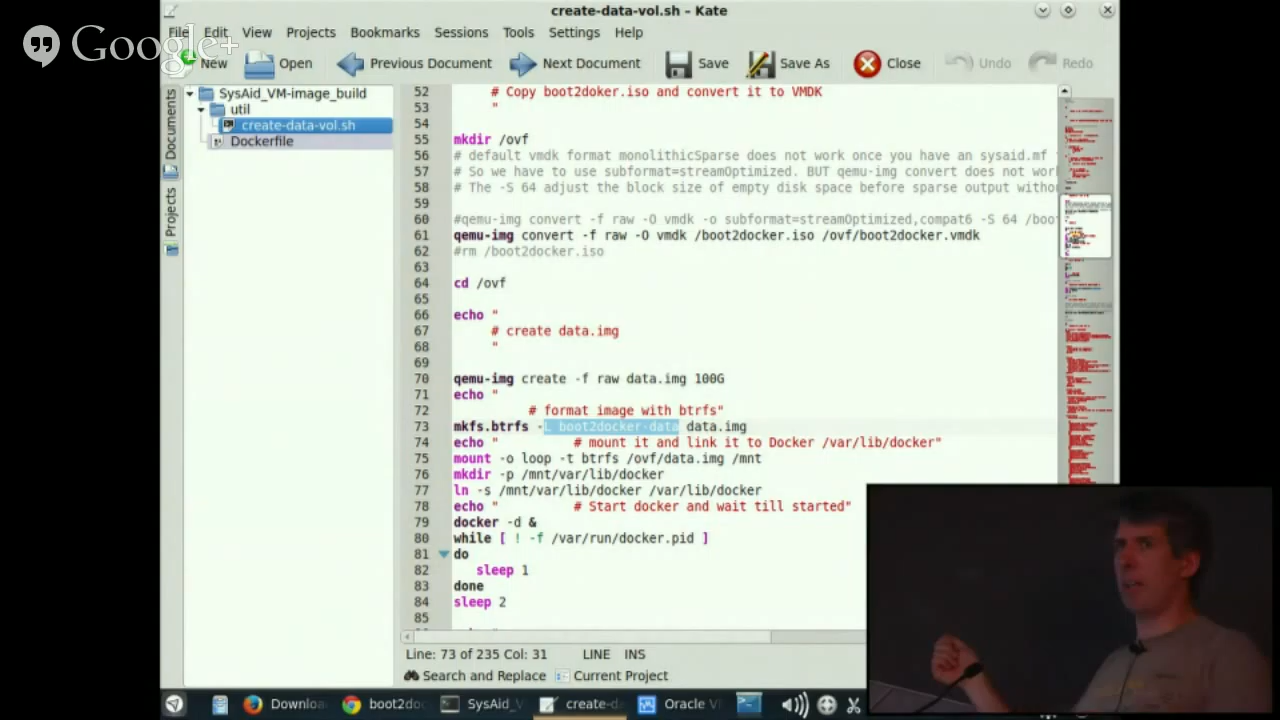 create-data-vol.sh – Kate
File Edit View Projects Bookmarks Sessions Tools Settings Help
Google+
New Open Previous Document Next Document Save Save As Close Undo Redo
Documents
Projects
SysAid_VM-image_build
util
create-data-vol.sh
Dockerfile
52 # Copy boot2doker.iso and convert it to VMDK
53 "
54
55 mkdir /ovf
56 # default vmdk format monolithicSparse does not work once you have an sysaid.mf
57 # So we have to use subformat=streamOptimized. BUT qemu-img convert does not wor
58 # The -S 64 adjust the block size of empty disk space before sparse output witho
59
60 #qemu-img convert -f raw -O vmdk -o subformat=streamOptimized,compat6 -S 64 /boo
61 qemu-img convert -f raw -O vmdk /boot2docker.iso /ovf/boot2docker.vmdk
62 #rm /boot2docker.iso
63
64 cd /ovf
65
66 echo "
67 # create data.img
68 "
69
70 qemu-img create -f raw data.img 100G
71 echo "
72 # format image with btrfs"
73 mkfs.btrfs -L boot2docker-data data.img
74 echo " # mount it and link it to Docker /var/lib/docker"
75 mount -o loop -t btrfs /ovf/data.img /mnt
76 mkdir -p /mnt/var/lib/docker
77 ln -s /mnt/var/lib/docker /var/lib/docker
78 echo " # Start docker and wait till started"
79 docker -d &
80 while [ ! -f /var/run/docker.pid ]
81 do
82 sleep 1
83 done
84 sleep 2
85
Line: 73 of 235 Col: 31 LINE INS
Search and Replace Current Project
Downloa boot2do SysAid_V create-d Oracle V